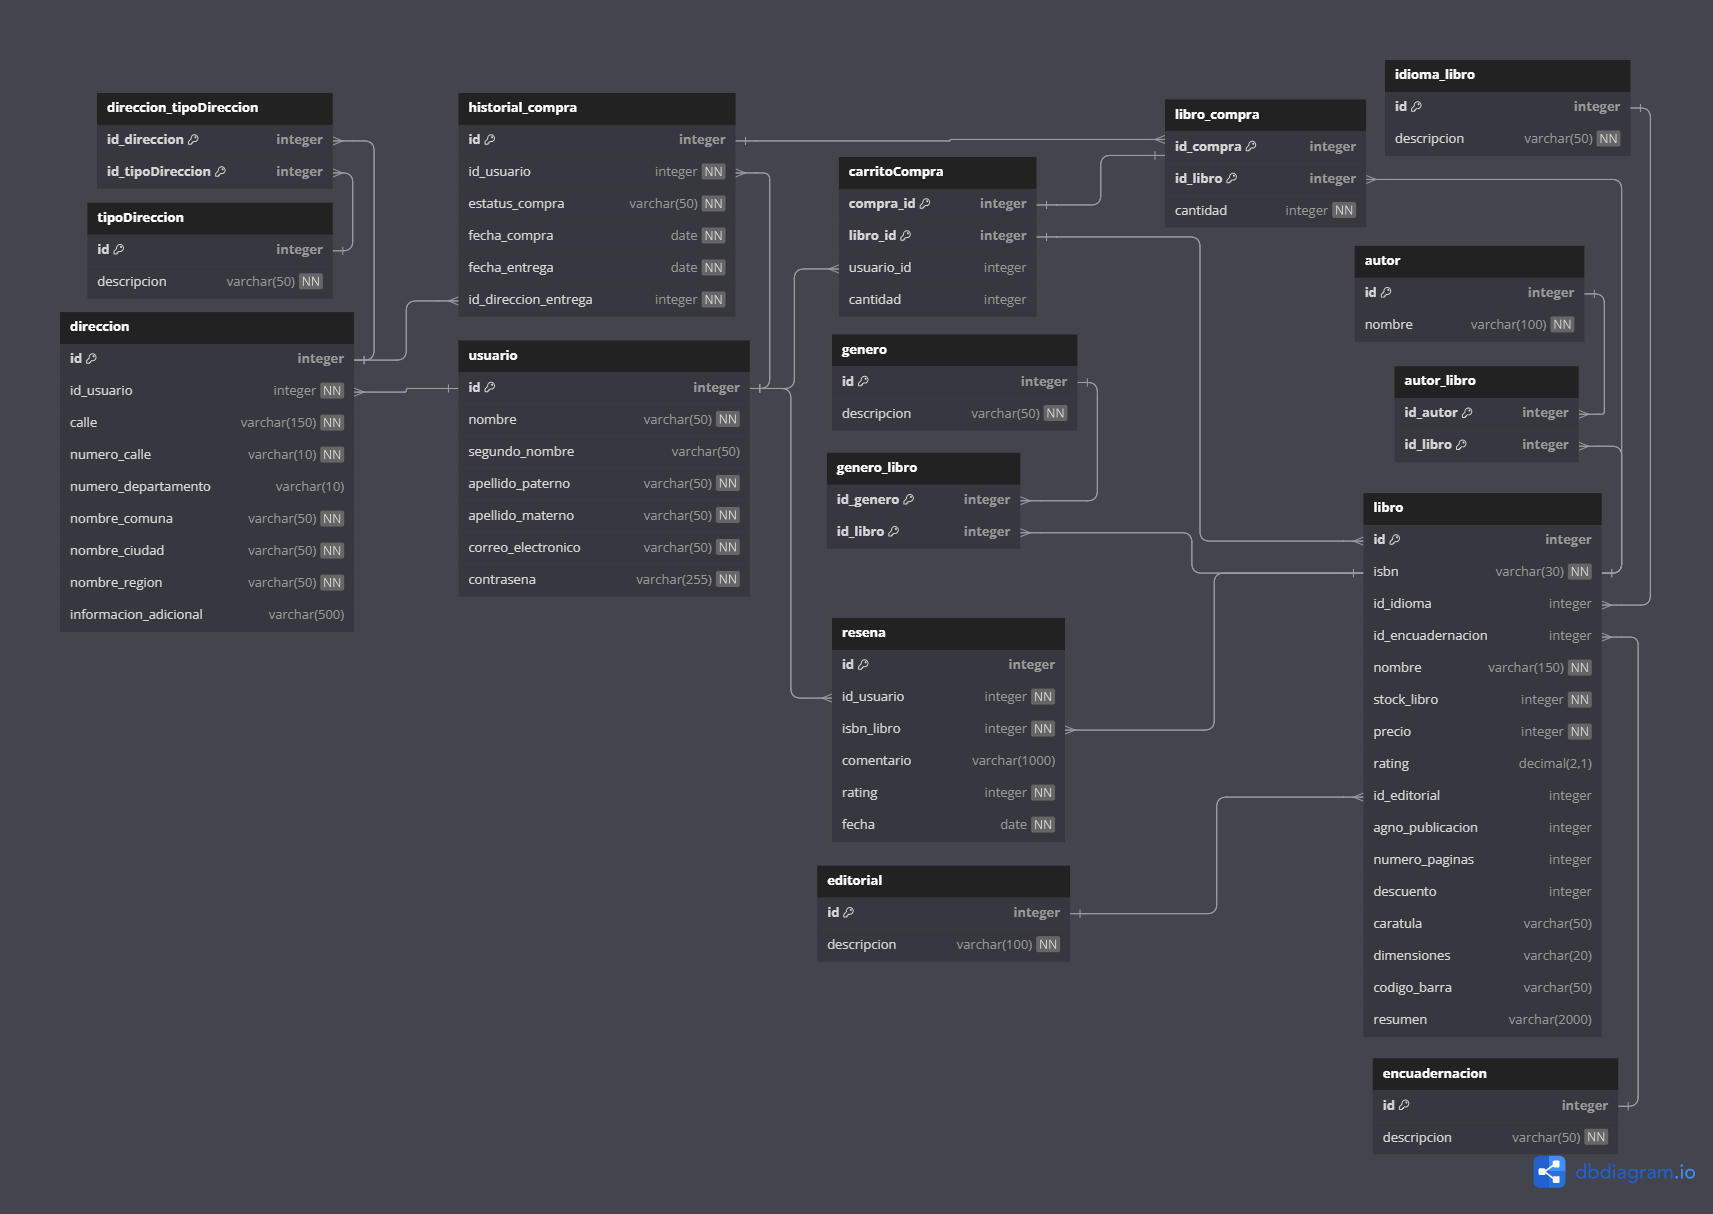 direccion_tipoDireccion
id_direccion integer
id_tipoDireccion integer
tipoDireccion
id integer
descripcion varchar(50) NN
direccion
id integer
id_usuario integer NN
calle varchar(150) NN
numero_calle varchar(10) NN
numero_departamento varchar(10)
nombre_comuna varchar(50) NN
nombre_ciudad varchar(50) NN
nombre_region varchar(50) NN
informacion_adicional varchar(500)
historial_compra
id integer
id_usuario integer NN
estatus_compra varchar(50) NN
fecha_compra date NN
fecha_entrega date NN
id_direccion_entrega integer NN
usuario
id integer
nombre varchar(50) NN
segundo_nombre varchar(50)
apellido_paterno varchar(50) NN
apellido_materno varchar(50) NN
correo_electronico varchar(50) NN
contrasena varchar(255) NN
carritoCompra
compra_id integer
libro_id integer
usuario_id integer
cantidad integer
genero
id integer
descripcion varchar(50) NN
genero_libro
id_genero integer
id_libro integer
resena
id integer
id_usuario integer NN
isbn_libro integer NN
comentario varchar(1000)
rating integer NN
fecha date NN
editorial
id integer
descripcion varchar(100) NN
libro_compra
id_compra integer
id_libro integer
cantidad integer NN
idioma_libro
id integer
descripcion varchar(50) NN
autor
id integer
nombre varchar(100) NN
autor_libro
id_autor integer
id_libro integer
libro
id integer
isbn varchar(30) NN
id_idioma integer
id_encuadernacion integer
nombre varchar(150) NN
stock_libro integer NN
precio integer NN
rating decimal(2,1)
id_editorial integer
agno_publicacion integer
numero_paginas integer
descuento integer
caratula varchar(50)
dimensiones varchar(20)
codigo_barra varchar(50)
resumen varchar(2000)
encuadernacion
id integer
descripcion varchar(50) NN
dbdiagram.io